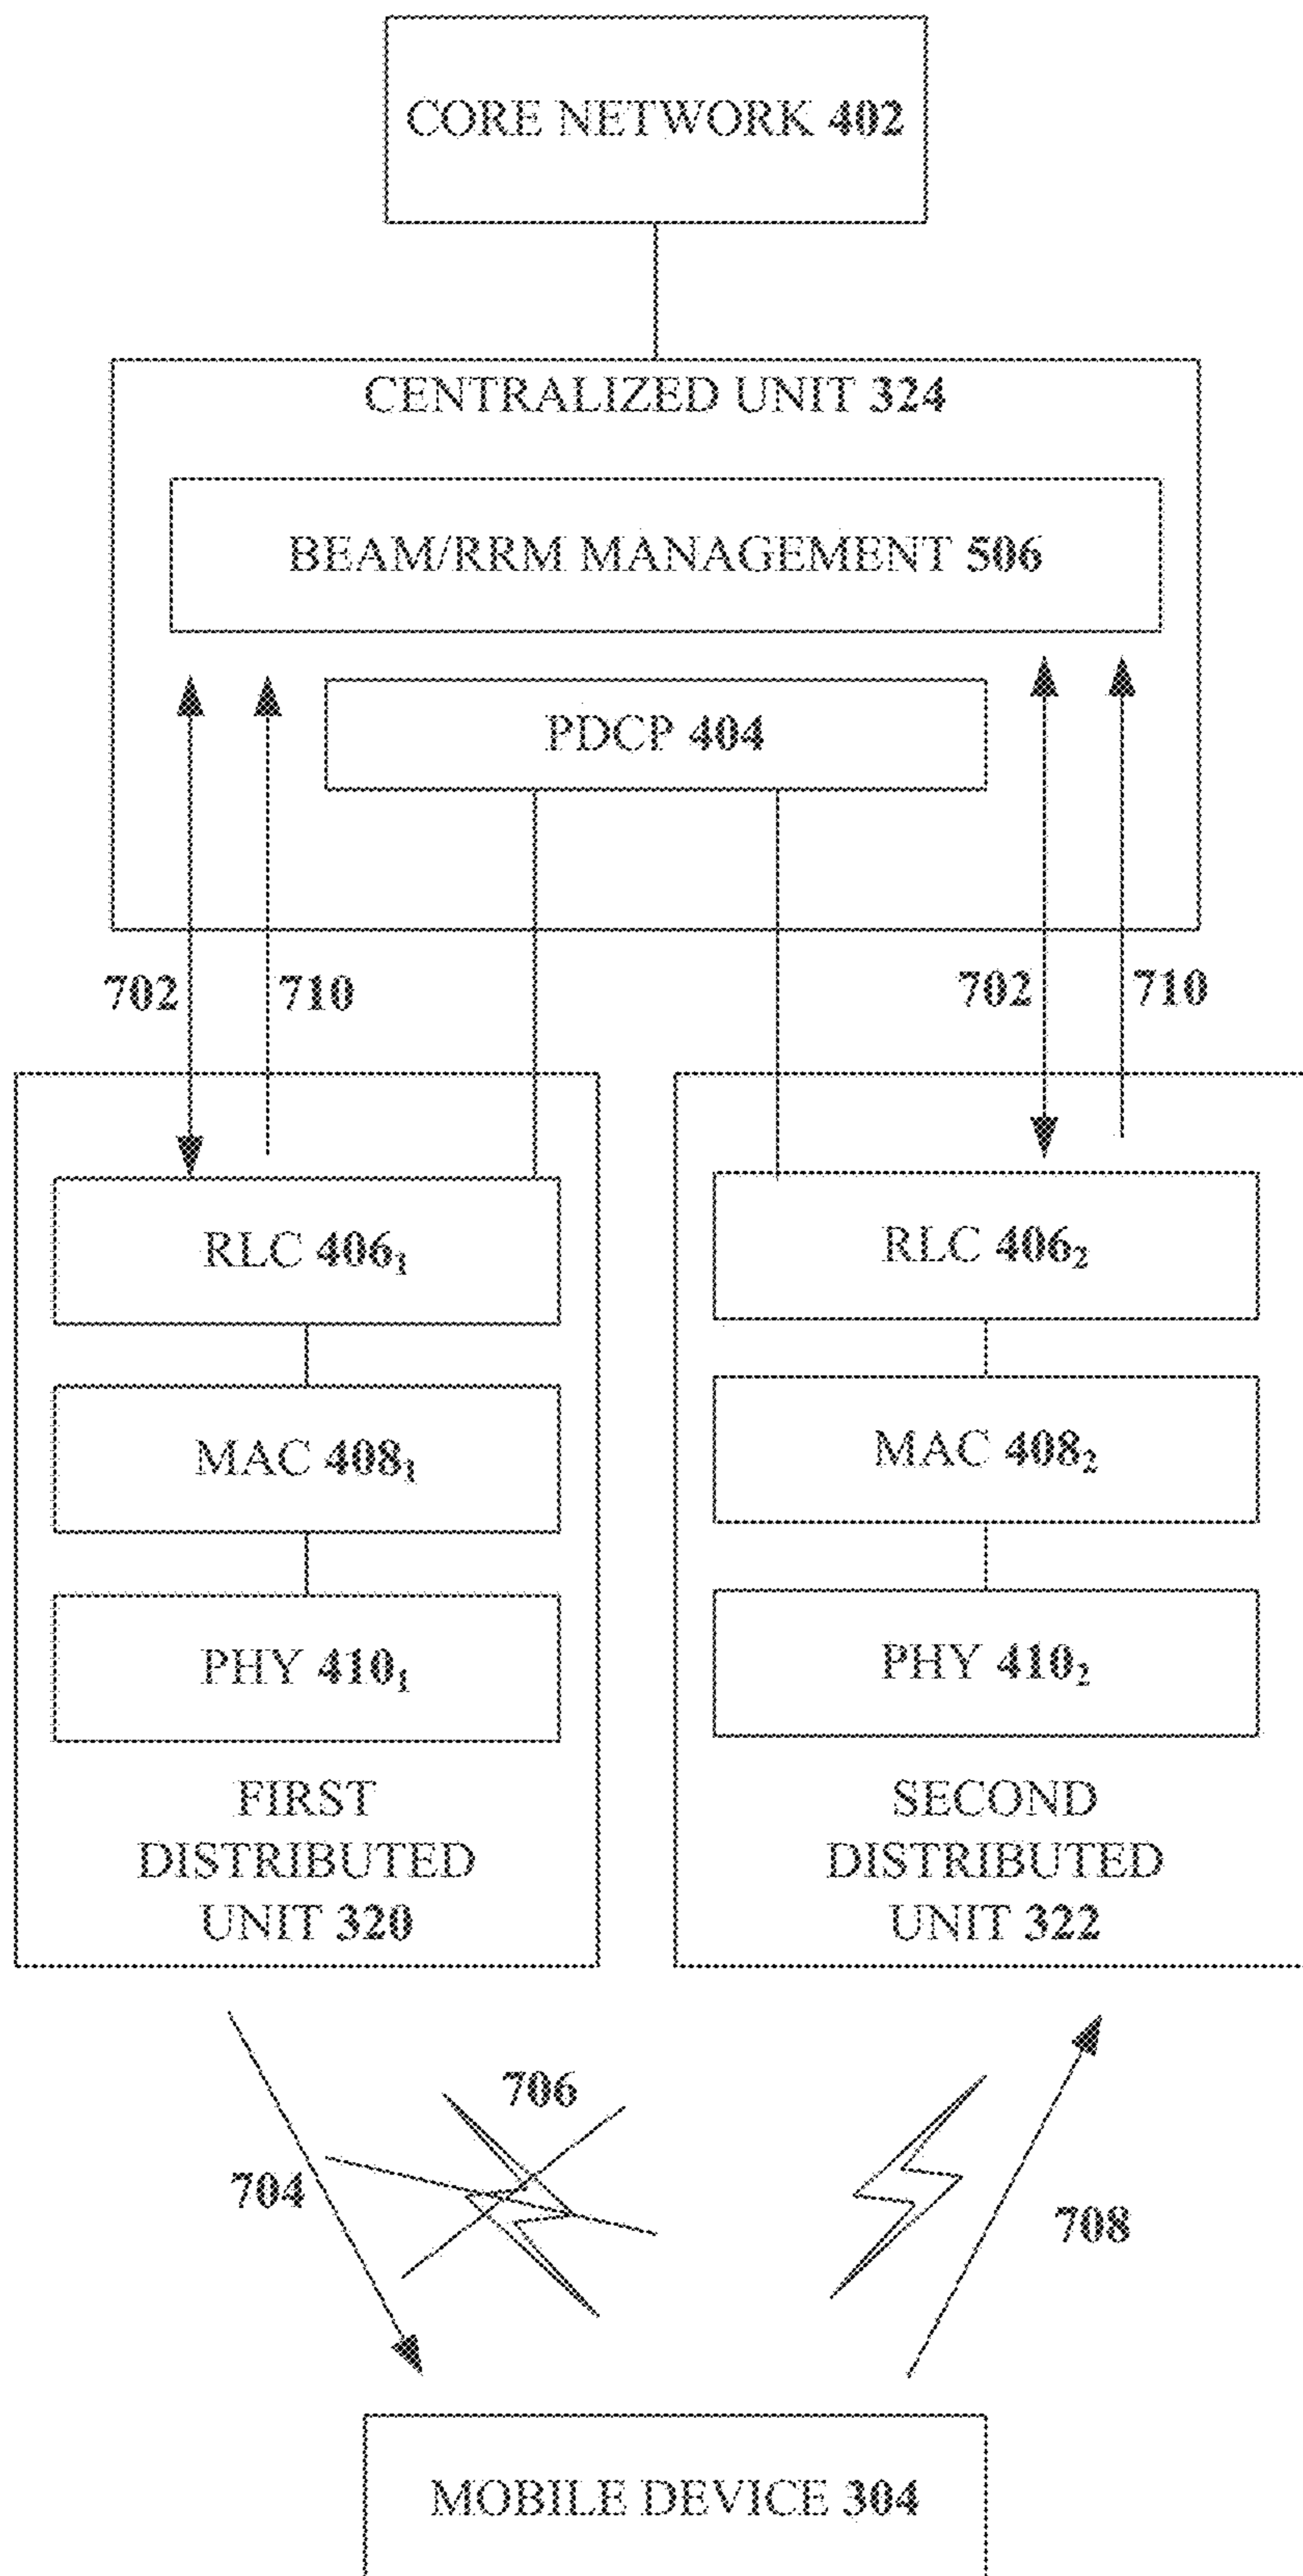 CORE NETWORK 402
CENTRALIZED UNIT 324
BEAM/RRM MANAGEMENT 506
PDCP 404
702
710
702
710
RLC 406₁
RLC 406₂
MAC 408₁
MAC 408₂
PHY 410₁
PHY 410₂
FIRST
DISTRIBUTED
UNIT 320
SECOND
DISTRIBUTED
UNIT 322
706
704
708
MOBILE DEVICE 304